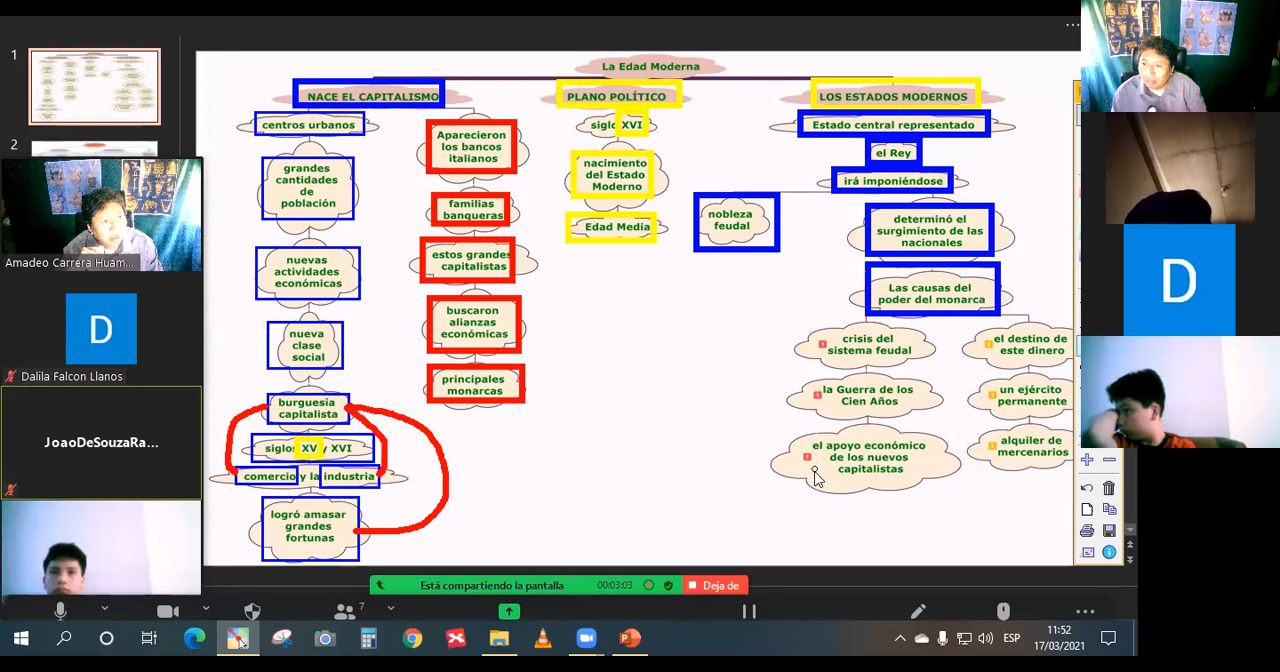 1
2
La Edad Moderna
NACE EL CAPITALISMO
PLANO POLÍTICO
LOS ESTADOS MODERNOS
centros urbanos
grandes
cantidades
de
población
nuevas
actividades
económicas
nueva
clase
social
burguesía
capitalista
siglos XV y XVI
comercio y la industria
logró amasar
grandes
fortunas
Aparecieron
los bancos
italianos
familias
banqueras
estos grandes
capitalistas
buscaron
alianzas
económicas
principales
monarcas
siglo XVI
nacimiento
del Estado
Moderno
Edad Media
Estado central representado
el Rey
irá imponiéndose
nobleza
feudal
determinó el
surgimiento de las
nacionales
Las causas del
poder del monarca
crisis del
sistema feudal
la Guerra de los
Cien Años
el apoyo económico
de los nuevos
capitalistas
el destino de
este dinero
un ejército
permanente
alquiler de
mercenarios
Amadeo Carrera Huam...
D
Dalila Falcon Llanos
JoaoDeSouzaRa...
D
Está compartiendo la pantalla
00:03:03
Deja de
7
ESP
11:52
17/03/2021